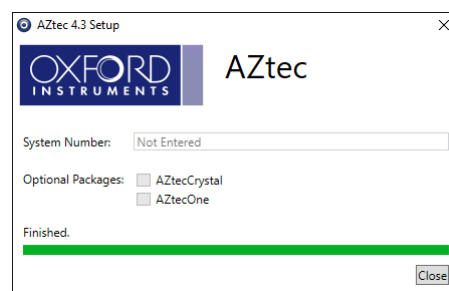 AZtec 4.3 Setup
OXFORD
INSTRUMENTS
AZtec
System Number: Not Entered
Optional Packages: AZtecCrystal
AZtecOne
Finished.
Close